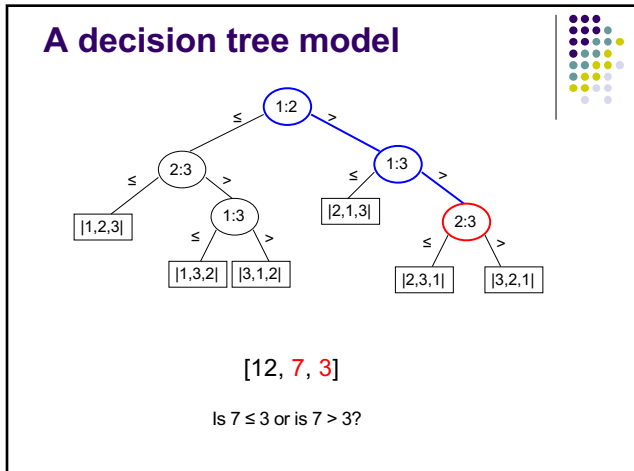 A decision tree model
1:2
≤ >
2:3 1:3
≤ > ≤ >
|1,2,3| 1:3 |2,1,3| 2:3
≤ > ≤ >
|1,3,2| |3,1,2| |2,3,1| |3,2,1|
[12, 7, 3]
Is 7 ≤ 3 or is 7 > 3?